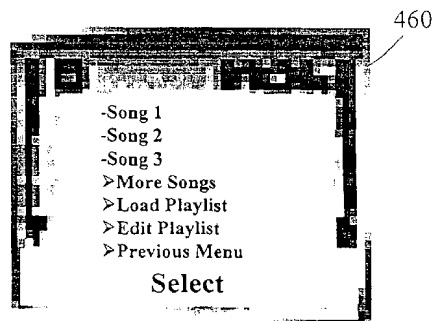 460
-Song 1
-Song 2
-Song 3
➢More Songs
➢Load Playlist
➢Edit Playlist
➢Previous Menu
Select